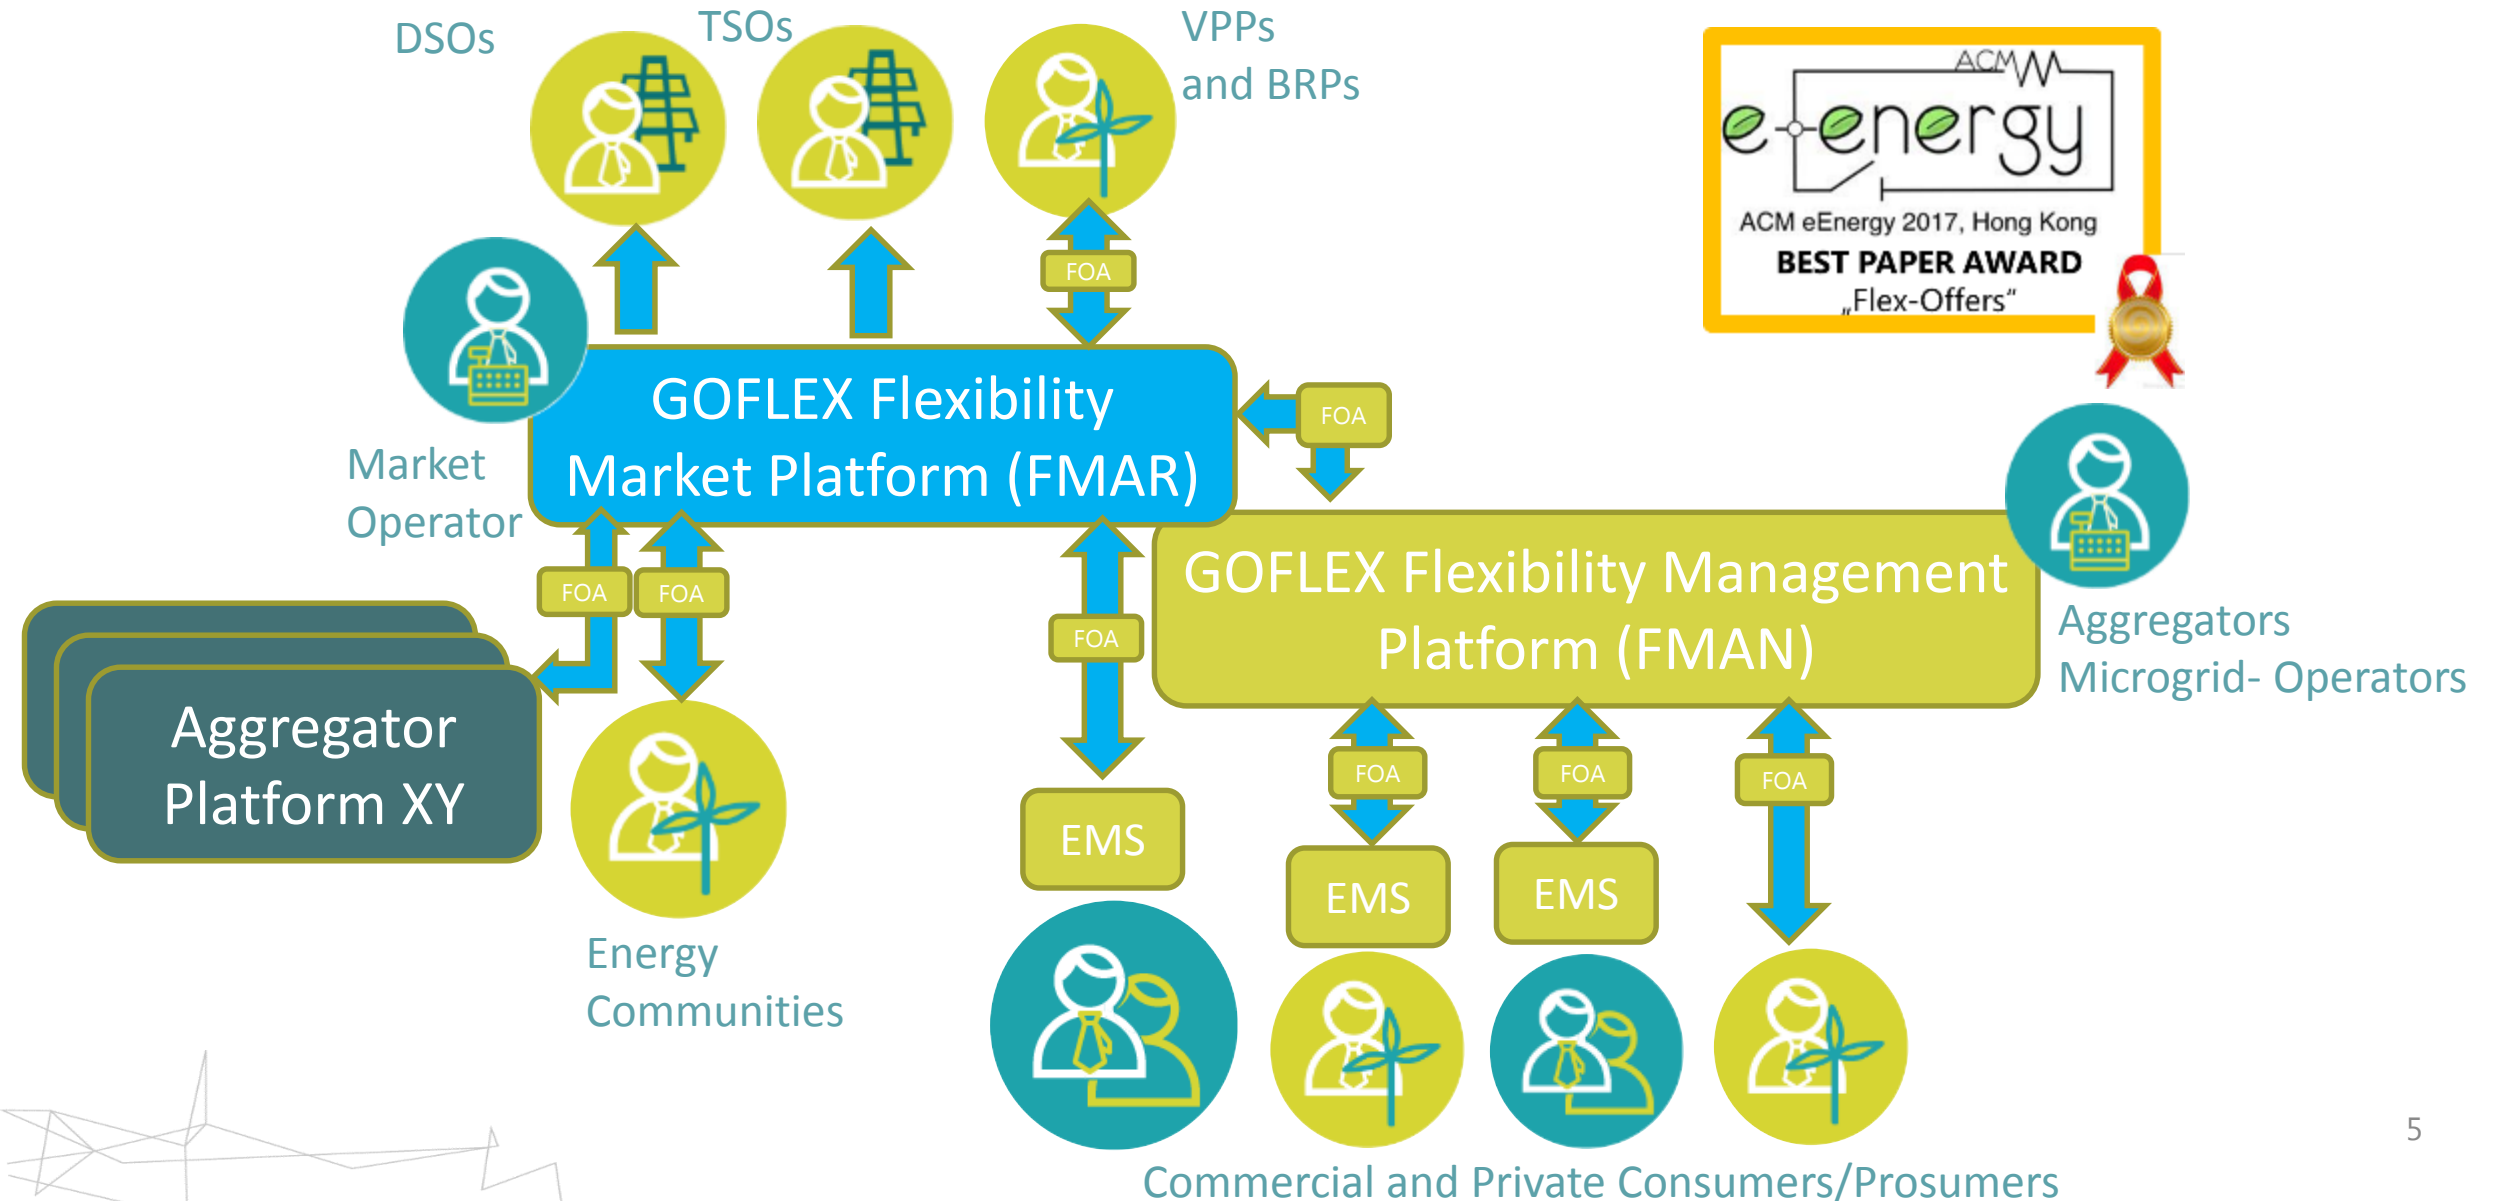 DSOs
TSOs
VPPs
and BRPs
ACM
e-energy
ACM eEnergy 2017, Hong Kong
BEST PAPER AWARD
„Flex-Offers“
FOA
GOFLEX Flexibility
Market Platform (FMAR)
FOA
Market
Operator
GOFLEX Flexibility Management
Platform (FMAN)
Aggregators
Microgrid- Operators
FOA
FOA
FOA
Aggregator
Platform XY
FOA
FOA
FOA
EMS
EMS
EMS
Energy
Communities
Commercial and Private Consumers/Prosumers
5